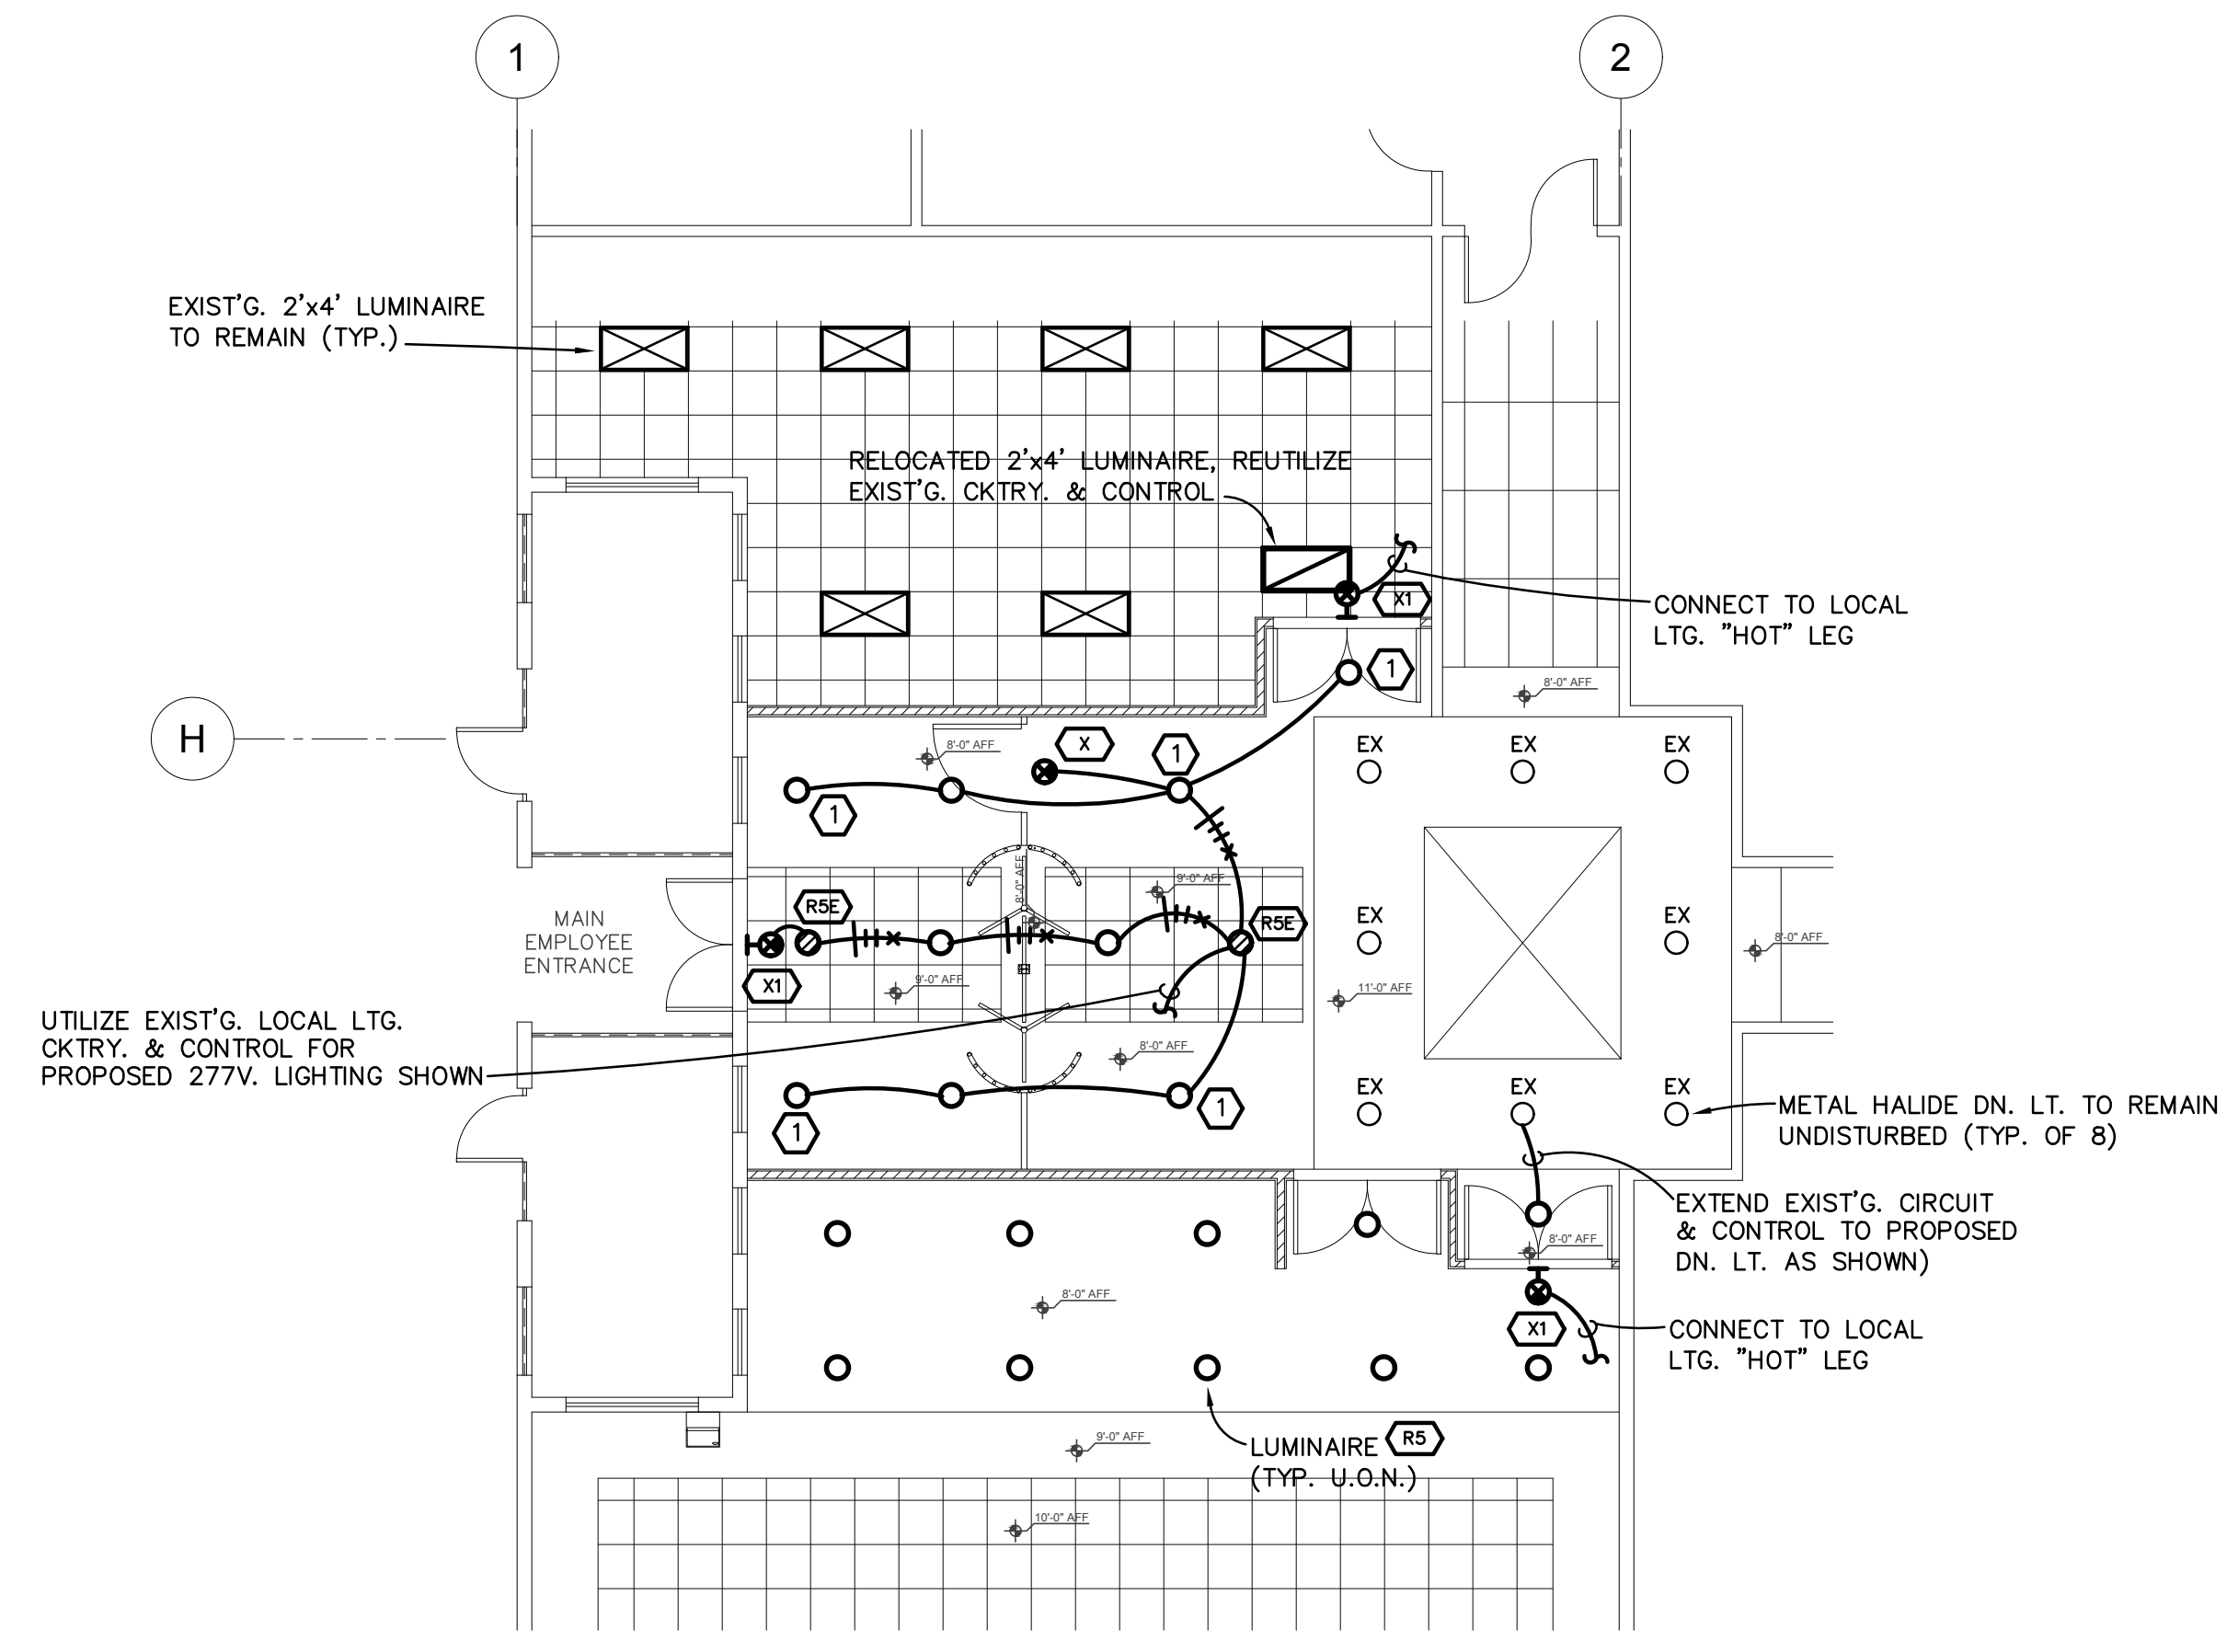 1
2
EXIST'G. 2'x4' LUMINAIRE
TO REMAIN (TYP.)
RELOCATED 2'x4' LUMINAIRE, REUTILIZE
EXIST'G. CKTRY. & CONTROL
X1
CONNECT TO LOCAL
LTG. "HOT" LEG
1
8'-0" AFF
H
8'-0" AFF
X
1
EX
EX
EX
1
8'-0" AFF
9'-0" AFF
R5E
R5E
EX
EX
MAIN
EMPLOYEE
ENTRANCE
8'-0" AFF
X1
9'-0" AFF
11'-0" AFF
UTILIZE EXIST'G. LOCAL LTG.
CKTRY. & CONTROL FOR
PROPOSED 277V. LIGHTING SHOWN
8'-0" AFF
EX
EX
EX
1
1
METAL HALIDE DN. LT. TO REMAIN
UNDISTURBED (TYP. OF 8)
EXTEND EXIST'G. CIRCUIT
& CONTROL TO PROPOSED
DN. LT. AS SHOWN)
8'-0" AFF
8'-0" AFF
X1
CONNECT TO LOCAL
LTG. "HOT" LEG
9'-0" AFF
LUMINAIRE R5
(TYP. U.O.N.)
10'-0" AFF